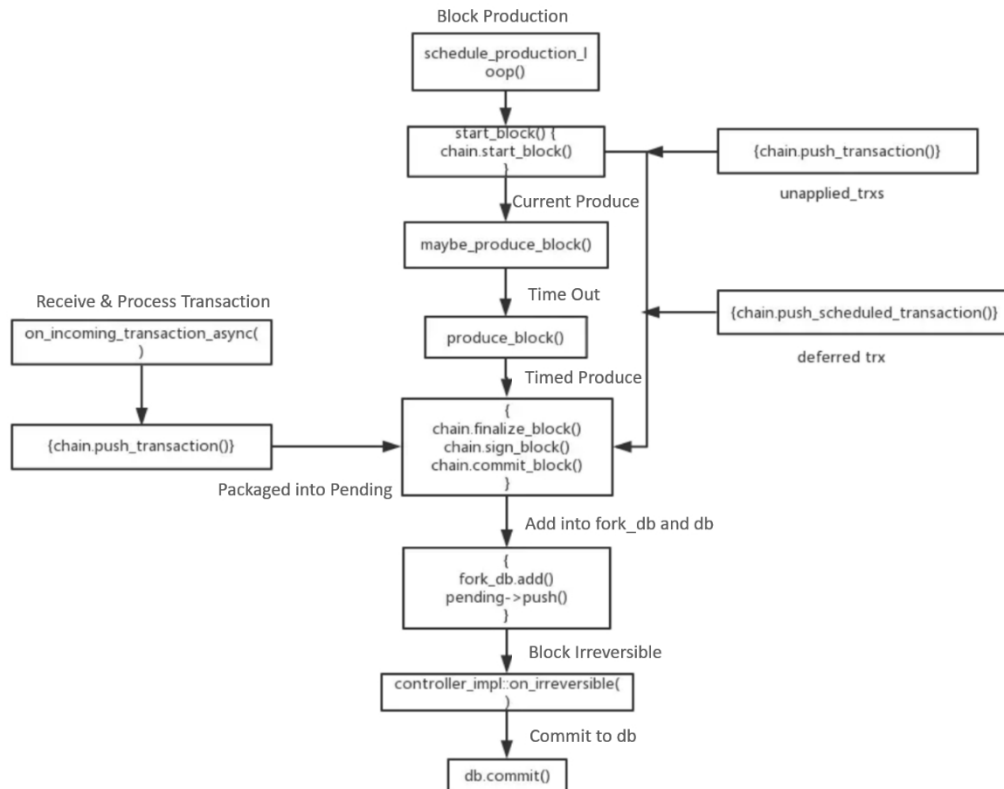 Block Production
schedule_production_l
oop()
start_block() {
chain.start_block()
}
{chain.push_transaction()}
unapplied_trxs
Current Produce
maybe_produce_block()
Receive & Process Transaction
Time Out
on_incoming_transaction_async(
)
{chain.push_scheduled_transaction()}
produce_block()
deferred trx
Timed Produce
{
chain.finalize_block()
chain.sign_block()
chain.commit_block()
}
{chain.push_transaction()}
Packaged into Pending
Add into fork_db and db
{
fork_db.add()
pending->push()
}
Block Irreversible
controller_impl::on_irreversible(
)
Commit to db
db.commit()